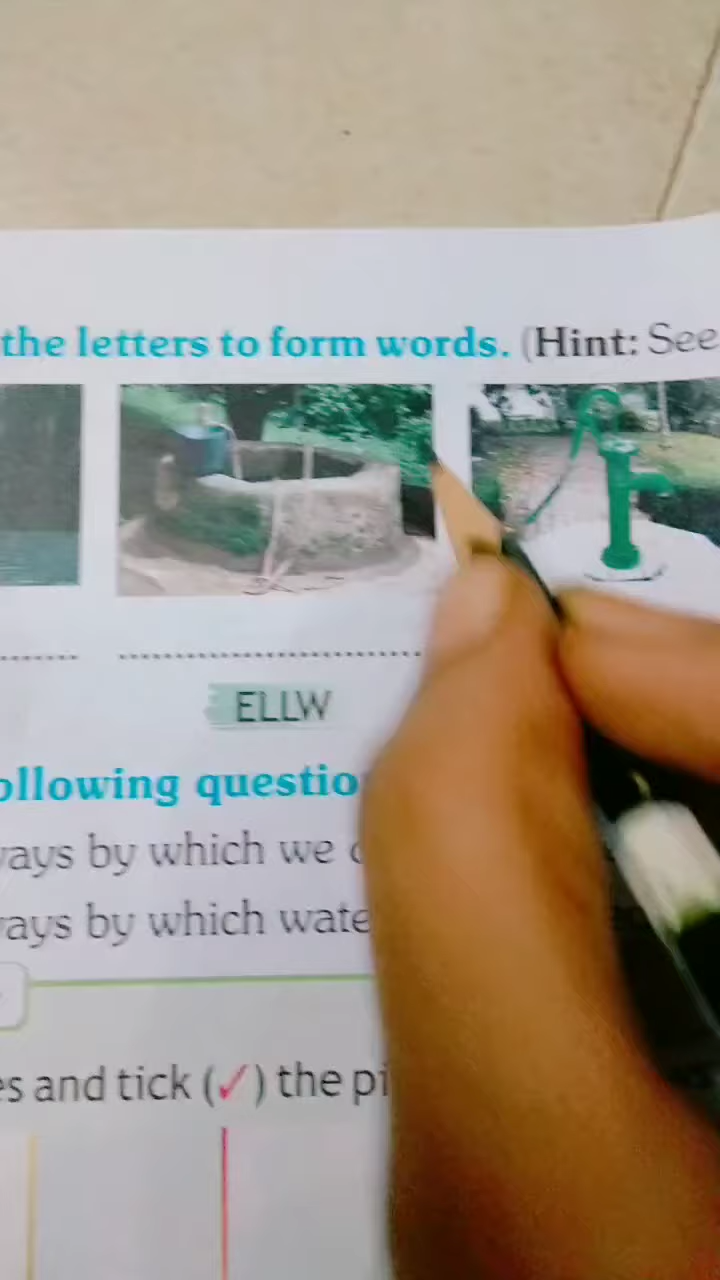 the letters to form words. (Hint: See
ELLW
ollowing questio
ays by which we
ays by which wate
es and tick (✓) the pi